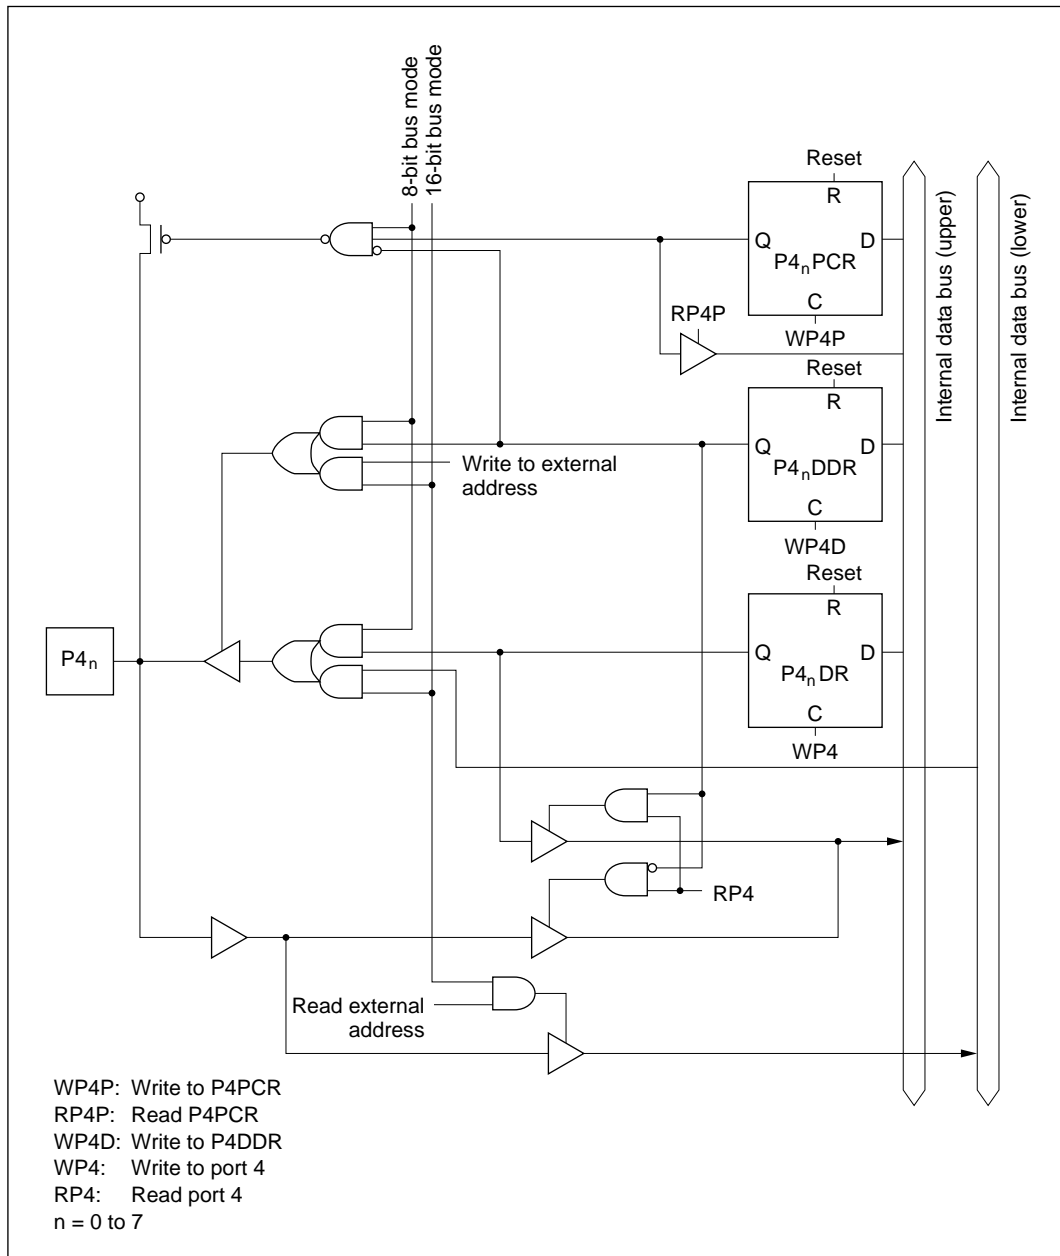 8-bit bus mode
16-bit bus mode
Reset
R
Q
D
P4nPCR
C
WP4P
RP4P
Internal data bus (upper)
Internal data bus (lower)
Reset
R
Q
D
P4nDDR
C
WP4D
Write to external
address
Reset
R
Q
D
P4nDR
C
WP4
P4n
RP4
Read external
address
WP4P: Write to P4PCR
RP4P: Read P4PCR
WP4D: Write to P4DDR
WP4: Write to port 4
RP4: Read port 4
n = 0 to 7